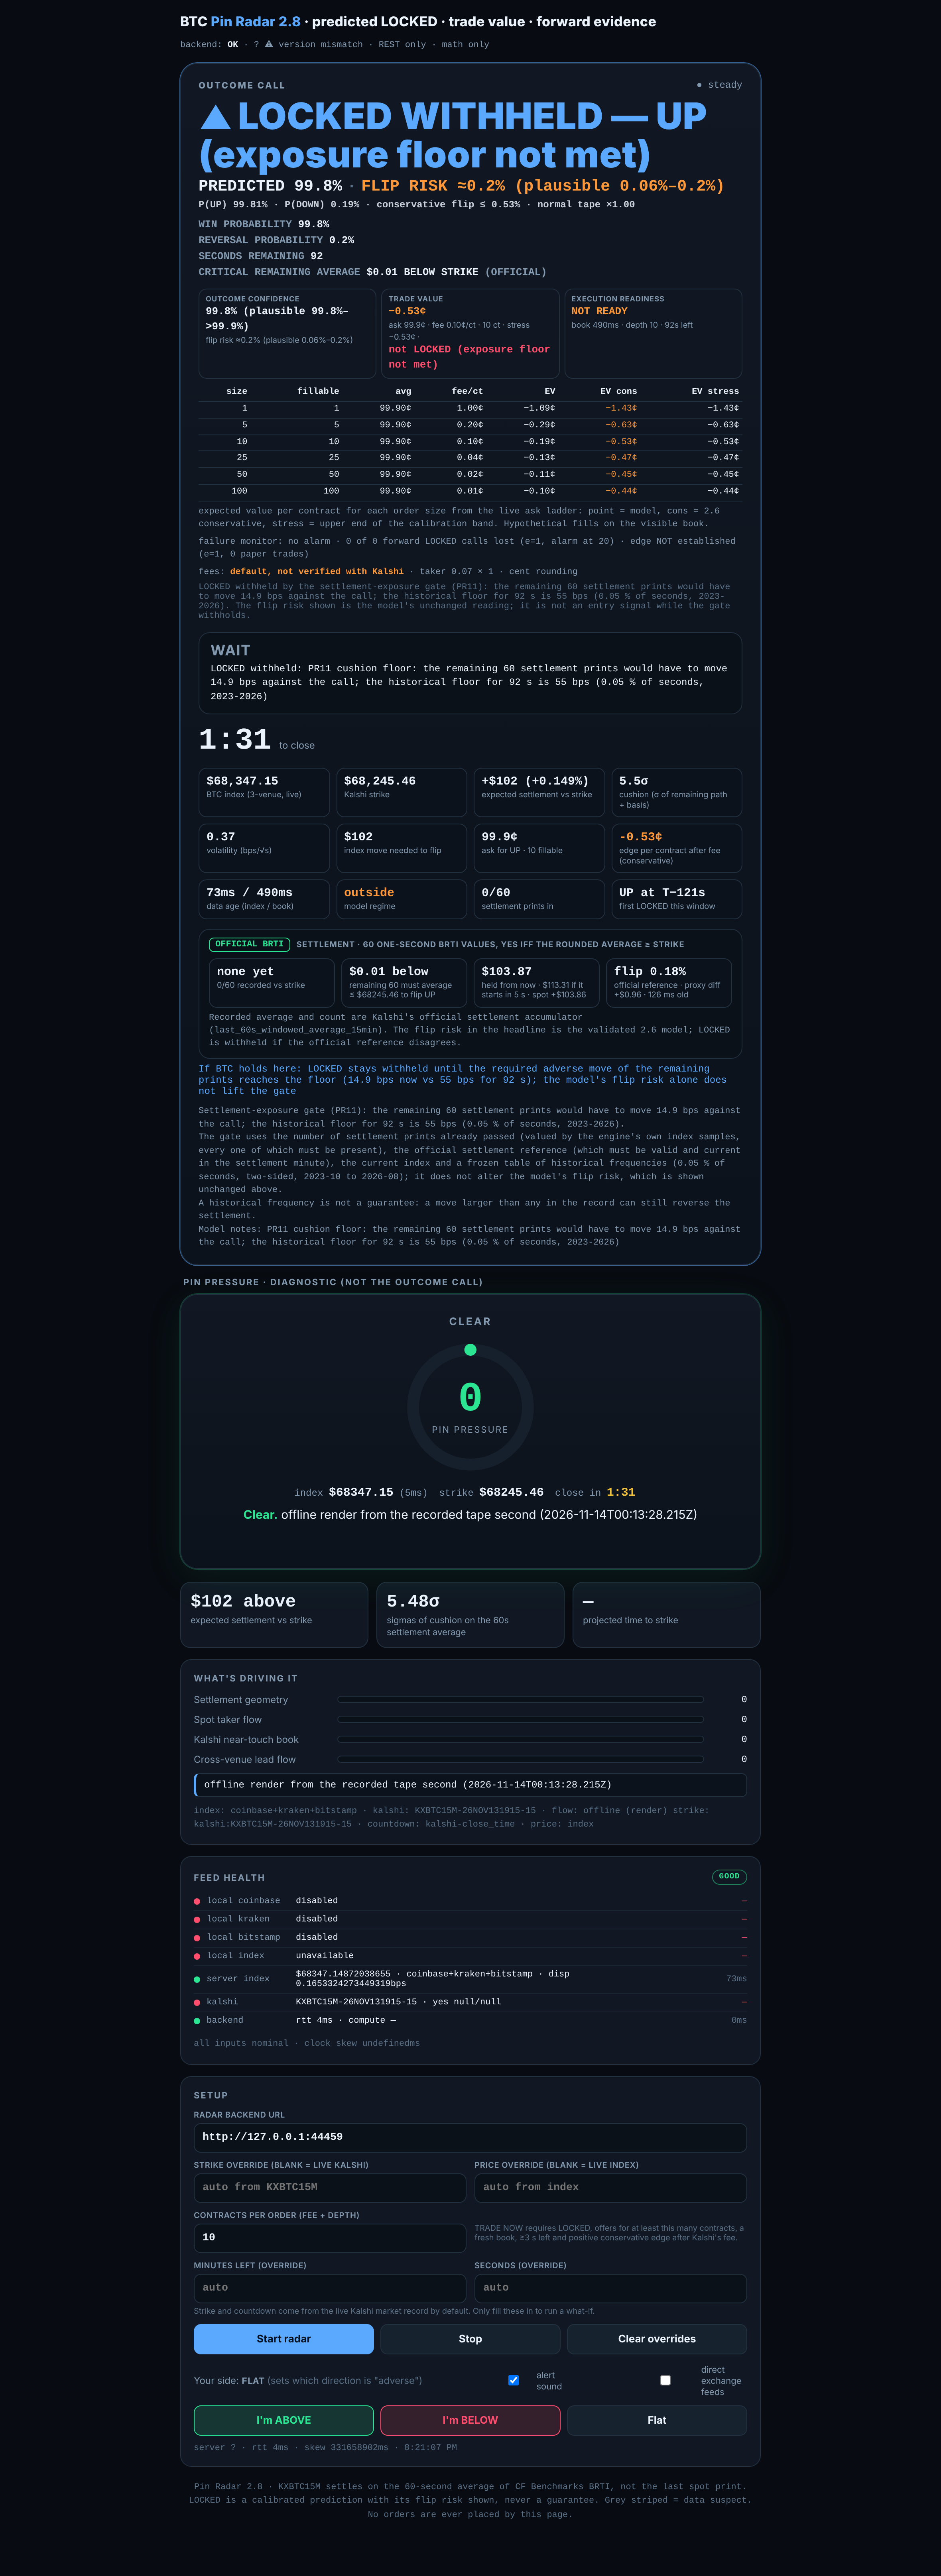 BTC Pin Radar 2.8 · predicted LOCKED · trade value · forward evidence
backend: OK · ? ⚠ version mismatch · REST only · math only
OUTCOME CALL
● steady
▲ LOCKED WITHHELD — UP
(exposure floor not met)
PREDICTED 99.8% · FLIP RISK ≈0.2% (plausible 0.06%–0.2%)
P(UP) 99.81% · P(DOWN) 0.19% · conservative flip ≤ 0.53% · normal tape ×1.00
WIN PROBABILITY 99.8%
REVERSAL PROBABILITY 0.2%
SECONDS REMAINING 92
CRITICAL REMAINING AVERAGE $0.01 BELOW STRIKE (OFFICIAL)
OUTCOME CONFIDENCE
99.8% (plausible 99.8%–
>99.9%)
flip risk ≈0.2% (plausible 0.06%–0.2%)
TRADE VALUE
−0.53¢
ask 99.9¢ · fee 0.10¢/ct · 10 ct · stress
−0.53¢ ·
not LOCKED (exposure floor
not met)
EXECUTION READINESS
NOT READY
book 490ms · depth 10 · 92s left
size fillable avg fee/ct EV EV cons EV stress
1 1 99.90¢ 1.00¢ −1.09¢ −1.43¢ −1.43¢
5 5 99.90¢ 0.20¢ −0.29¢ −0.63¢ −0.63¢
10 10 99.90¢ 0.10¢ −0.19¢ −0.53¢ −0.53¢
25 25 99.90¢ 0.04¢ −0.13¢ −0.47¢ −0.47¢
50 50 99.90¢ 0.02¢ −0.11¢ −0.45¢ −0.45¢
100 100 99.90¢ 0.01¢ −0.10¢ −0.44¢ −0.44¢
expected value per contract for each order size from the live ask ladder: point = model, cons = 2.6
conservative, stress = upper end of the calibration band. Hypothetical fills on the visible book.
failure monitor: no alarm · 0 of 0 forward LOCKED calls lost (e=1, alarm at 20) · edge NOT established
(e=1, 0 paper trades)
fees: default, not verified with Kalshi · taker 0.07 × 1 · cent rounding
LOCKED withheld by the settlement-exposure gate (PR11): the remaining 60 settlement prints would have
to move 14.9 bps against the call; the historical floor for 92 s is 55 bps (0.05 % of seconds, 2023-
2026). The flip risk shown is the model's unchanged reading; it is not an entry signal while the gate
withholds.
WAIT
LOCKED withheld: PR11 cushion floor: the remaining 60 settlement prints would have to move
14.9 bps against the call; the historical floor for 92 s is 55 bps (0.05 % of seconds,
2023-2026)
1:31 to close
$68,347.15
BTC index (3-venue, live)
$68,245.46
Kalshi strike
+$102 (+0.149%)
expected settlement vs strike
5.5σ
cushion (σ of remaining path
+ basis)
0.37
volatility (bps/√s)
$102
index move needed to flip
99.9¢
ask for UP · 10 fillable
-0.53¢
edge per contract after fee
(conservative)
73ms / 490ms
data age (index / book)
outside
model regime
0/60
settlement prints in
UP at T−121s
first LOCKED this window
OFFICIAL BRTI SETTLEMENT · 60 ONE-SECOND BRTI VALUES, YES IFF THE ROUNDED AVERAGE ≥ STRIKE
none yet
0/60 recorded vs strike
$0.01 below
remaining 60 must average
≤ $68245.46 to flip UP
$103.87
held from now · $113.31 if it
starts in 5 s · spot +$103.86
flip 0.18%
official reference · proxy diff
+$0.96 · 126 ms old
Recorded average and count are Kalshi's official settlement accumulator
(last_60s_windowed_average_15min). The flip risk in the headline is the validated 2.6 model; LOCKED
is withheld if the official reference disagrees.
If BTC holds here: LOCKED stays withheld until the required adverse move of the remaining
prints reaches the floor (14.9 bps now vs 55 bps for 92 s); the model's flip risk alone does
not lift the gate
Settlement-exposure gate (PR11): the remaining 60 settlement prints would have to move 14.9 bps against
the call; the historical floor for 92 s is 55 bps (0.05 % of seconds, 2023-2026).
The gate uses the number of settlement prints already passed (valued by the engine's own index samples,
every one of which must be present), the official settlement reference (which must be valid and current
in the settlement minute), the current index and a frozen table of historical frequencies (0.05 % of
seconds, two-sided, 2023-10 to 2026-08); it does not alter the model's flip risk, which is shown
unchanged above.
A historical frequency is not a guarantee: a move larger than any in the record can still reverse the
settlement.
Model notes: PR11 cushion floor: the remaining 60 settlement prints would have to move 14.9 bps against
the call; the historical floor for 92 s is 55 bps (0.05 % of seconds, 2023-2026)
PIN PRESSURE · DIAGNOSTIC (NOT THE OUTCOME CALL)
CLEAR
0
PIN PRESSURE
index $68347.15 (5ms) strike $68245.46 close in 1:31
Clear. offline render from the recorded tape second (2026-11-14T00:13:28.215Z)
$102 above
expected settlement vs strike
5.48σ
sigmas of cushion on the 60s
settlement average
—
projected time to strike
WHAT'S DRIVING IT
Settlement geometry 0
Spot taker flow 0
Kalshi near-touch book 0
Cross-venue lead flow 0
offline render from the recorded tape second (2026-11-14T00:13:28.215Z)
index: coinbase+kraken+bitstamp · kalshi: KXBTC15M-26NOV131915-15 · flow: offline (render) strike:
kalshi:KXBTC15M-26NOV131915-15 · countdown: kalshi-close_time · price: index
FEED HEALTH
GOOD
local coinbase disabled —
local kraken disabled —
local bitstamp disabled —
local index unavailable —
server index $68347.14872038655 · coinbase+kraken+bitstamp · disp
0.1653324273449319bps 73ms
kalshi KXBTC15M-26NOV131915-15 · yes null/null —
backend rtt 4ms · compute — 0ms
all inputs nominal · clock skew undefinedms
SETUP
RADAR BACKEND URL
http://127.0.0.1:44459
STRIKE OVERRIDE (BLANK = LIVE KALSHI)
auto from KXBTC15M
PRICE OVERRIDE (BLANK = LIVE INDEX)
auto from index
CONTRACTS PER ORDER (FEE + DEPTH)
10
TRADE NOW requires LOCKED, offers for at least this many contracts, a
fresh book, ≥3 s left and positive conservative edge after Kalshi's fee.
MINUTES LEFT (OVERRIDE)
auto
SECONDS (OVERRIDE)
auto
Strike and countdown come from the live Kalshi market record by default. Only fill these in to run a what-if.
Start radar
Stop
Clear overrides
Your side: FLAT (sets which direction is "adverse")
alert
sound
direct
exchange
feeds
I'm ABOVE
I'm BELOW
Flat
server ? · rtt 4ms · skew 331658902ms · 8:21:07 PM
Pin Radar 2.8 · KXBTC15M settles on the 60-second average of CF Benchmarks BRTI, not the last spot print.
LOCKED is a calibrated prediction with its flip risk shown, never a guarantee. Grey striped = data suspect.
No orders are ever placed by this page.